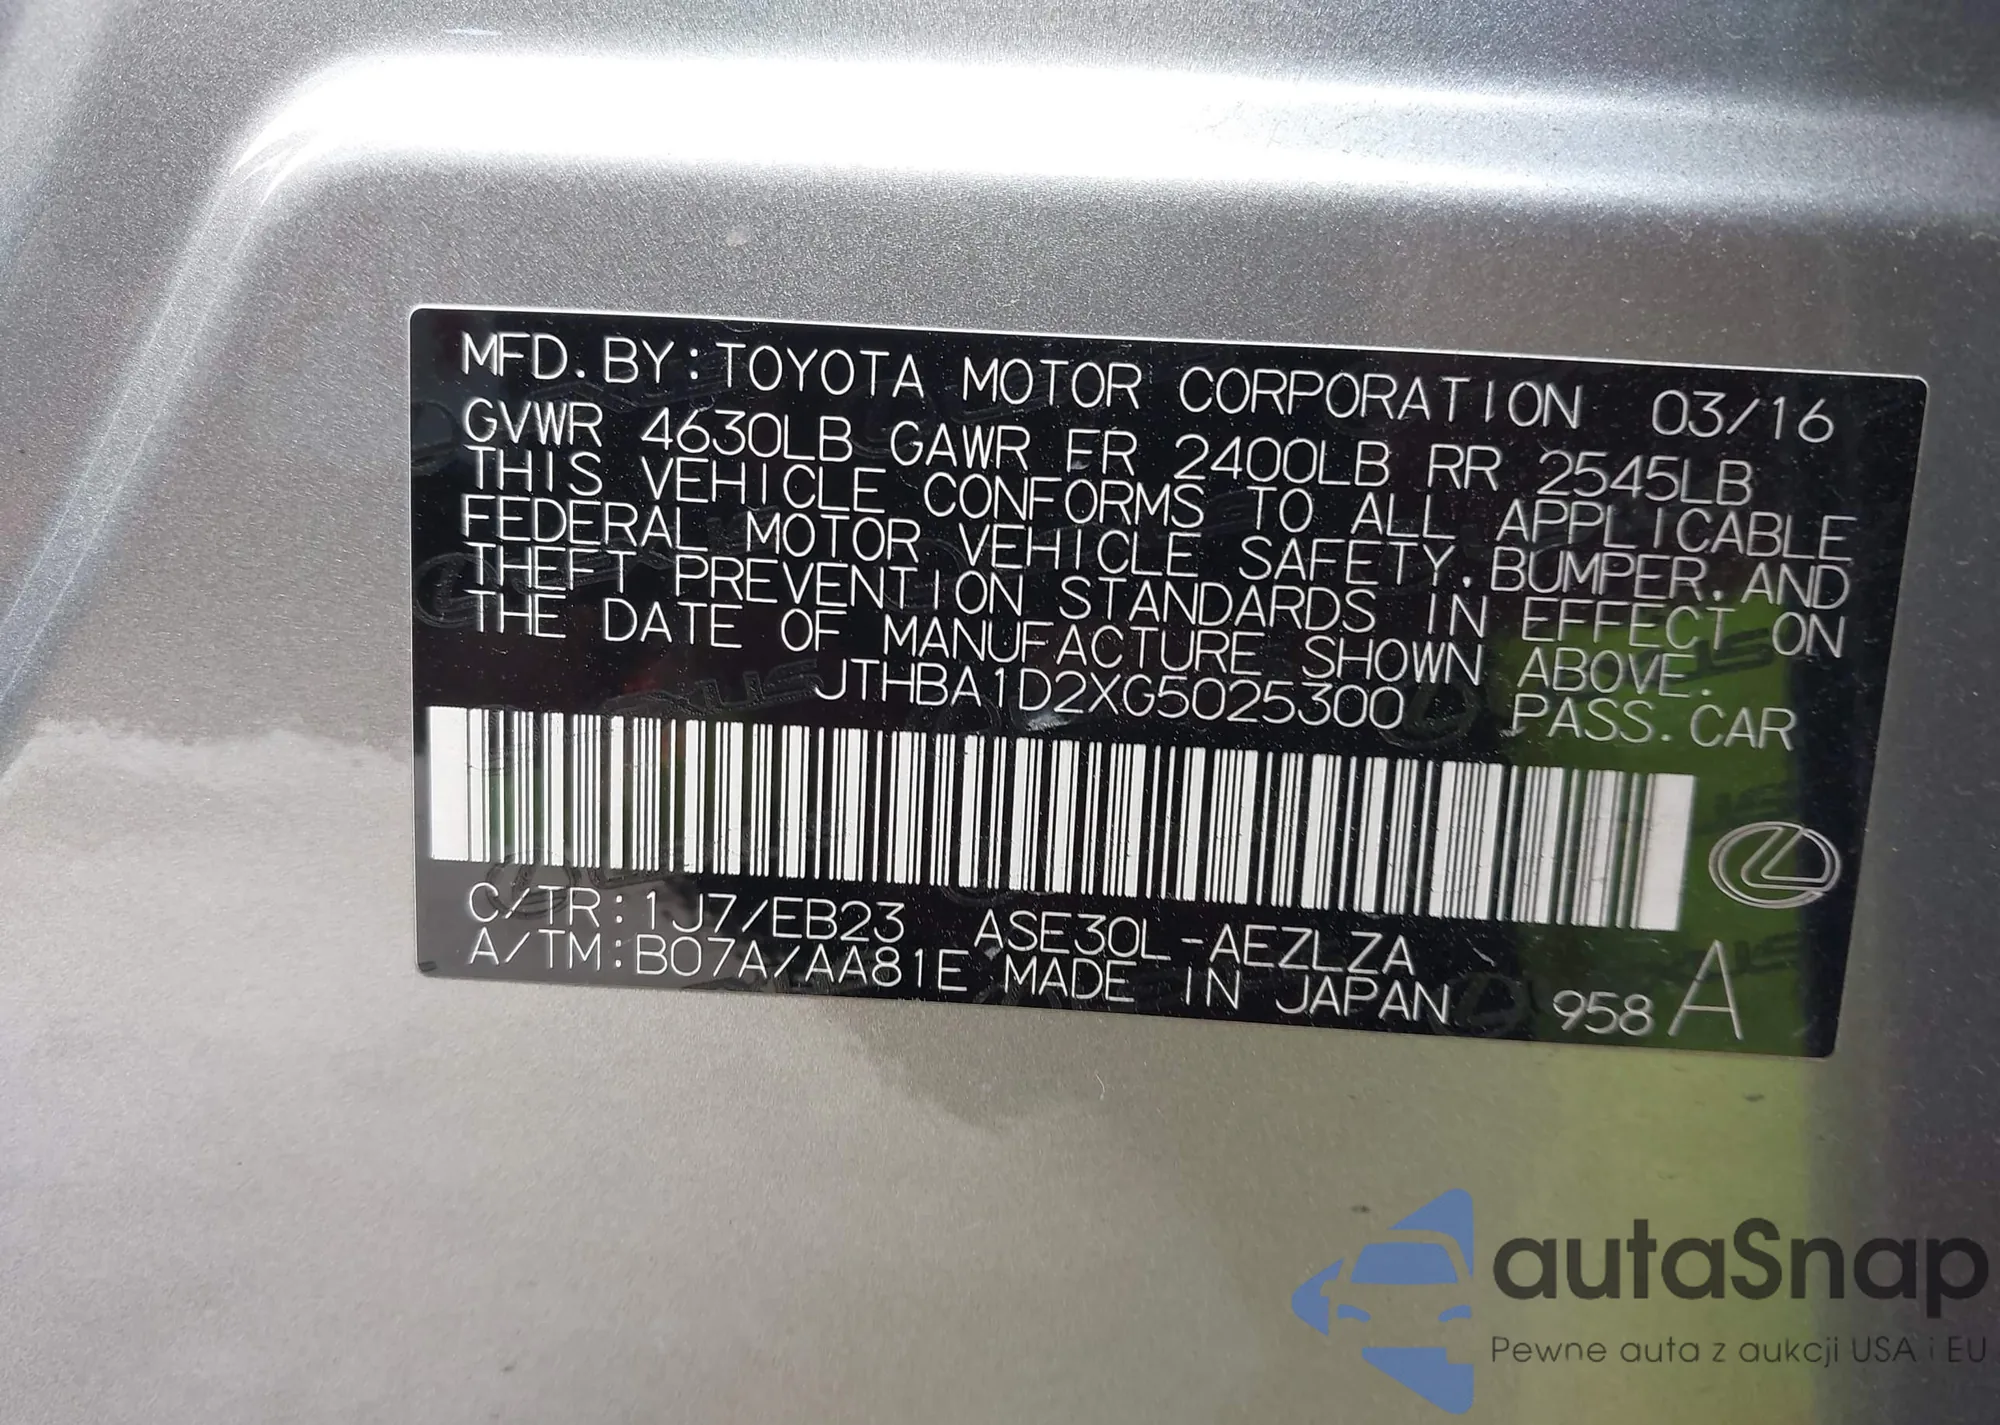 MFD. BY: TOYOTA MOTOR CORPORATION 03/16
GVWR 4630LB GAWR FR 2400LB RR 2545LB
THIS VEHICLE CONFORMS TO ALL APPLICABLE
FEDERAL MOTOR VEHICLE SAFETY, BUMPER, AND
THEFT PREVENTION STANDARDS IN EFFECT ON
THE DATE OF MANUFACTURE SHOWN ABOVE.
JTHBA1D2XG5025300 PASS. CAR
C/TR: 1J7/EB23 ASE30L-AEZLZA
A/TM: B07A/AA81E MADE IN JAPAN 958 A
autaSnap
Pewne auta z aukcji USA i EU